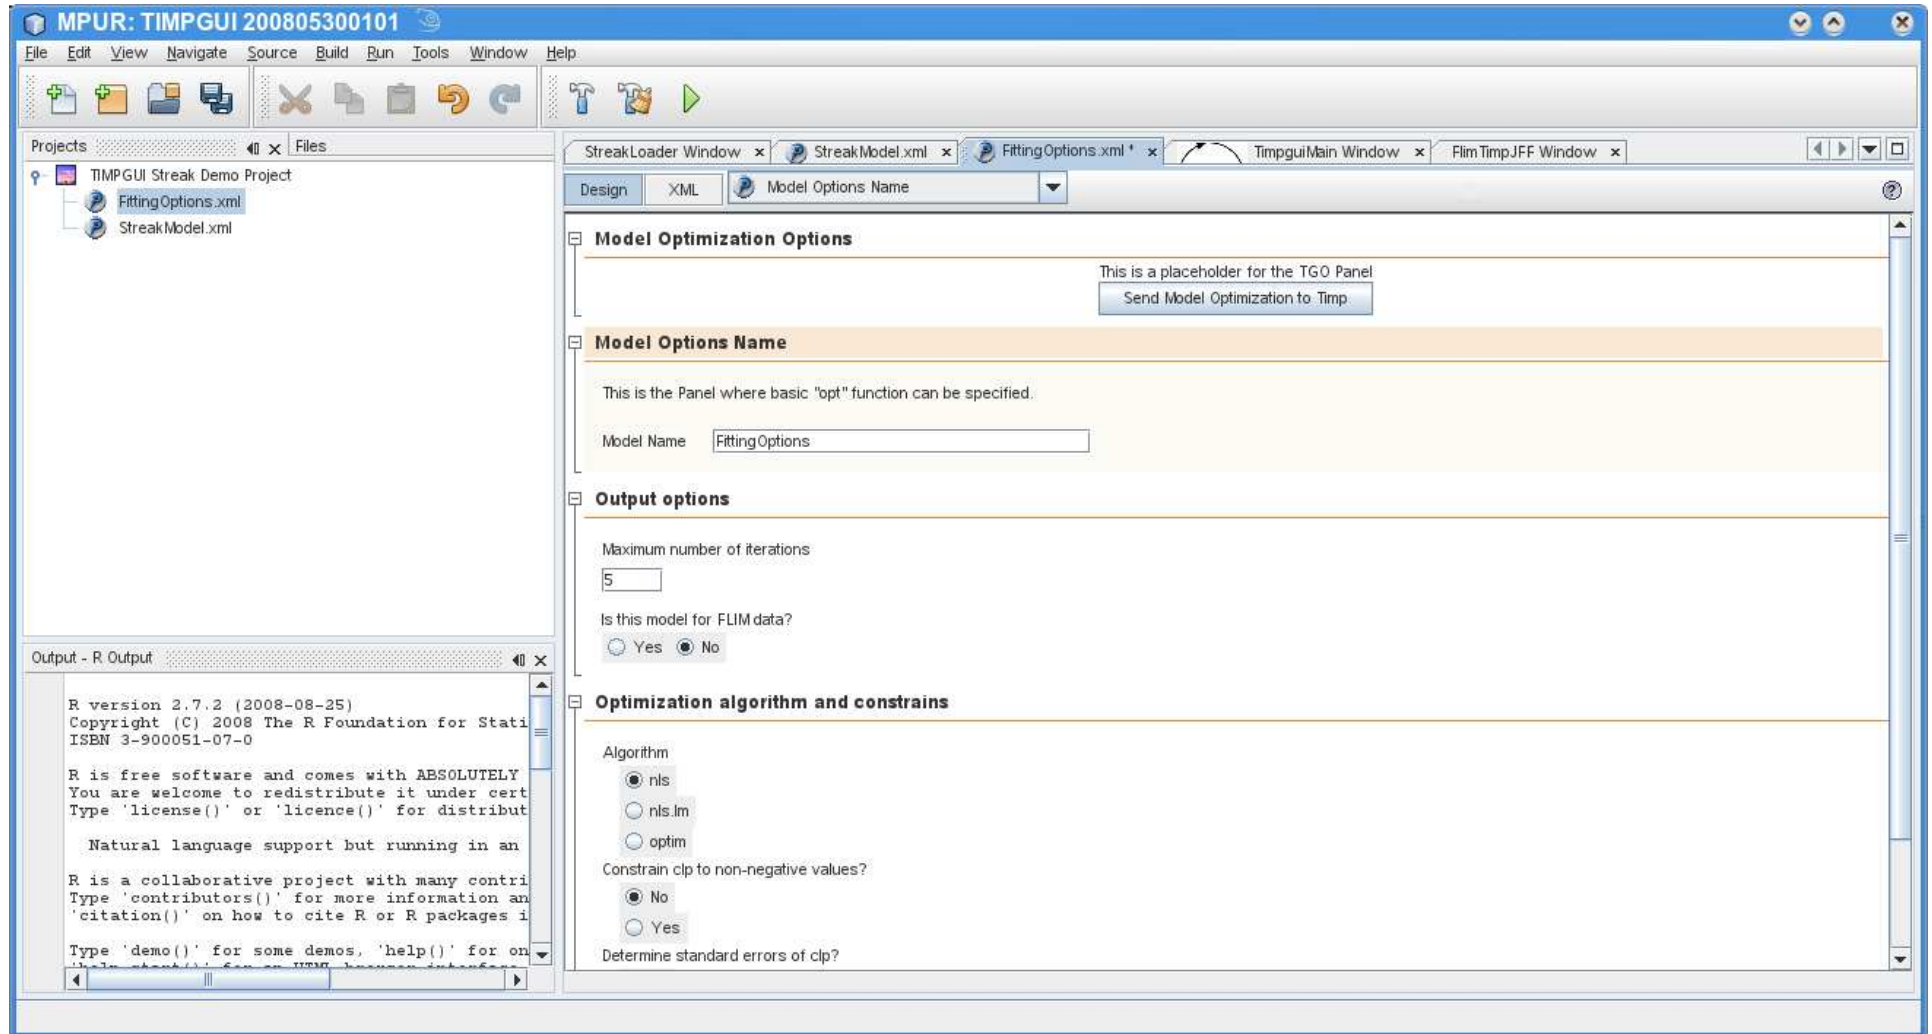 MPUR: TIMPGUI 200805300101
File Edit View Navigate Source Build Run Tools Window Help
Projects Files
TIMPGUI Streak Demo Project
FittingOptions.xml
StreakModel.xml
Output - R Output
R version 2.7.2 (2008-08-25)
Copyright (C) 2008 The R Foundation for Stati
ISBN 3-900051-07-0
R is free software and comes with ABSOLUTELY
You are welcome to redistribute it under cert
Type 'license()' or 'licence()' for distribut
Natural language support but running in an
R is a collaborative project with many contri
Type 'contributors()' for more information an
'citation()' on how to cite R or R packages i
Type 'demo()' for some demos, 'help()' for on
StreakLoader Window StreakModel.xml FittingOptions.xml * TimpguiMain Window FlimTimpJFF Window
Design XML Model Options Name
Model Optimization Options
This is a placeholder for the TGO Panel
Send Model Optimization to Timp
Model Options Name
This is the Panel where basic "opt" function can be specified.
Model Name FittingOptions
Output options
Maximum number of iterations
5
Is this model for FLIM data?
Yes No
Optimization algorithm and constrains
Algorithm
nls
nls.lm
optim
Constrain clp to non-negative values?
No
Yes
Determine standard errors of clp?